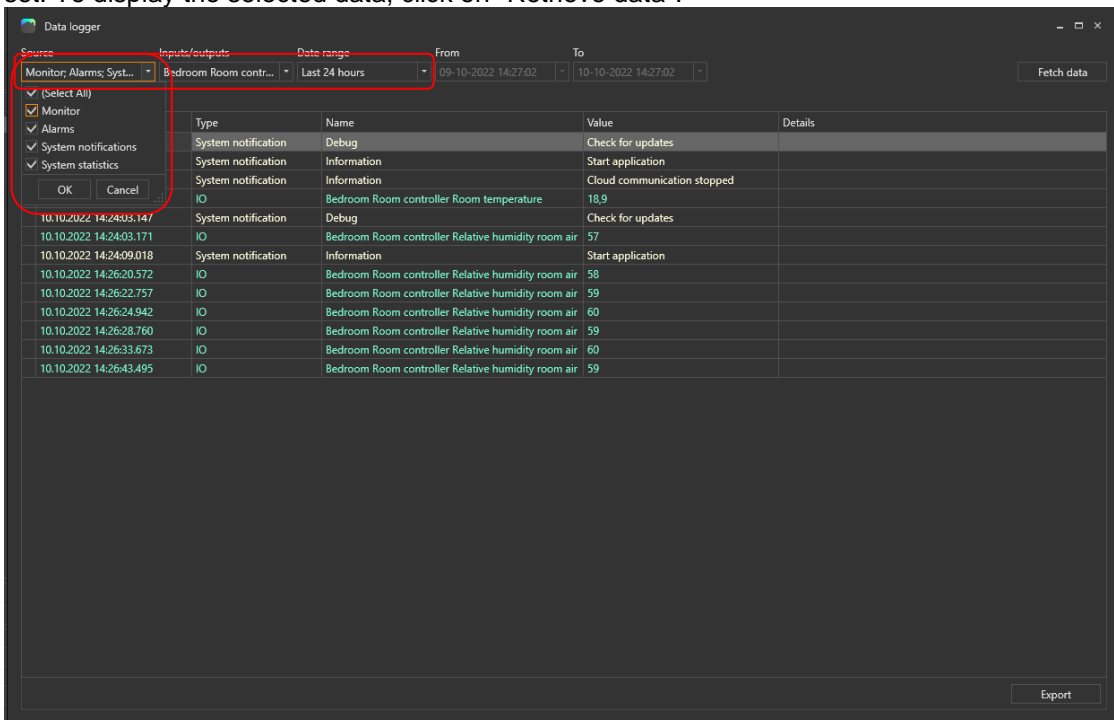 set. To display the selected data, click on "Retrieve data".
Data logger
Source Inputs/outputs Date range From To
Monitor; Alarms; Syst... Bedroom Room contr... Last 24 hours 09-10-2022 14:27:02 10-10-2022 14:27:02 Fetch data
(Select All)
Monitor
Alarms
System notifications
System statistics
OK Cancel
Type Name Value Details
System notification Debug Check for updates
System notification Information Start application
System notification Information Cloud communication stopped
IO Bedroom Room controller Room temperature 18,9
10.10.2022 14:24:03.147 System notification Debug Check for updates
10.10.2022 14:24:03.171 IO Bedroom Room controller Relative humidity room air 57
10.10.2022 14:24:09.018 System notification Information Start application
10.10.2022 14:26:20.572 IO Bedroom Room controller Relative humidity room air 58
10.10.2022 14:26:22.757 IO Bedroom Room controller Relative humidity room air 59
10.10.2022 14:26:24.942 IO Bedroom Room controller Relative humidity room air 60
10.10.2022 14:26:28.760 IO Bedroom Room controller Relative humidity room air 59
10.10.2022 14:26:33.673 IO Bedroom Room controller Relative humidity room air 60
10.10.2022 14:26:43.495 IO Bedroom Room controller Relative humidity room air 59
Export